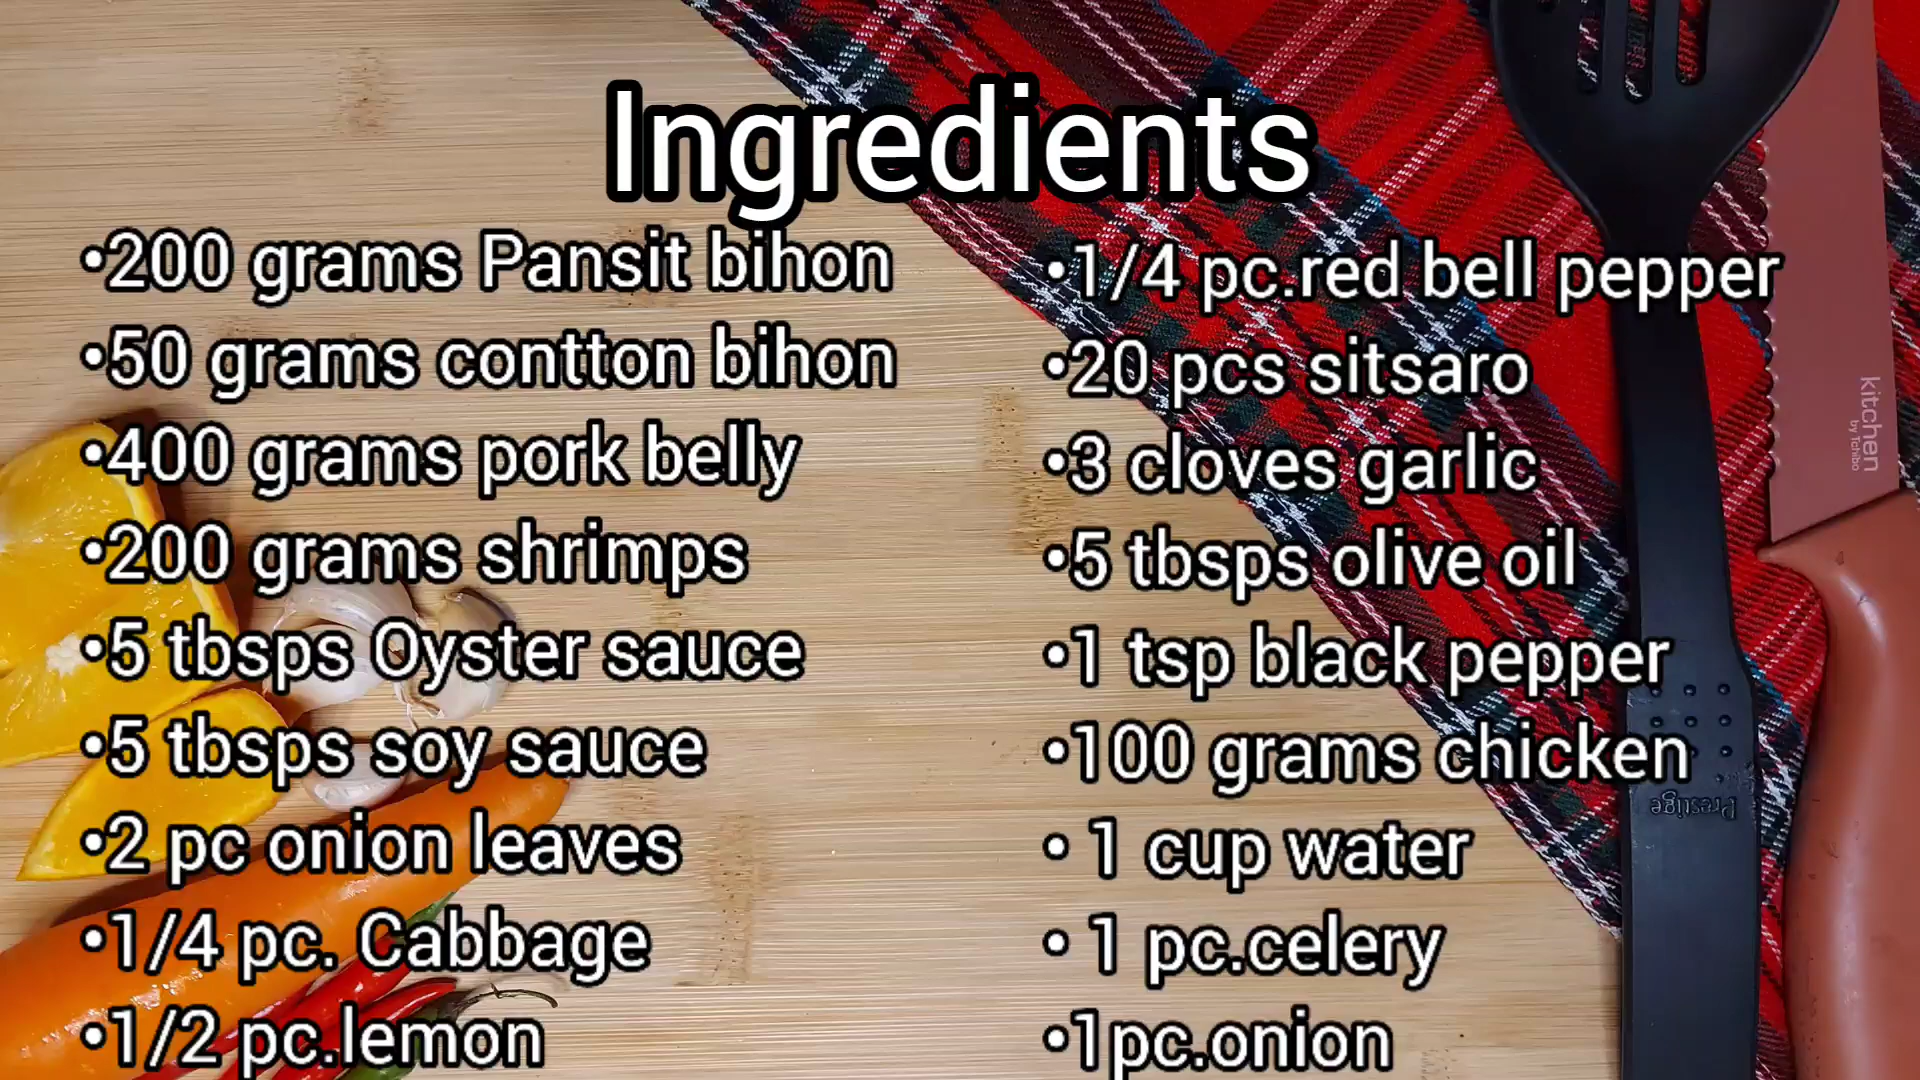 Ingredients
•200 grams Pansit bihon
•50 grams contton bihon
•400 grams pork belly
•200 grams shrimps
•5 tbsps Oyster sauce
•5 tbsps soy sauce
•2 pc onion leaves
•1/4 pc. Cabbage
•1/2 pc.lemon
•1/4 pc.red bell pepper
•20 pcs sitsaro
•3 cloves garlic
•5 tbsps olive oil
•1 tsp black pepper
•100 grams chicken
• 1 cup water
• 1 pc.celery
•1pc.onion
kitchen
by Tchibo
Prestige